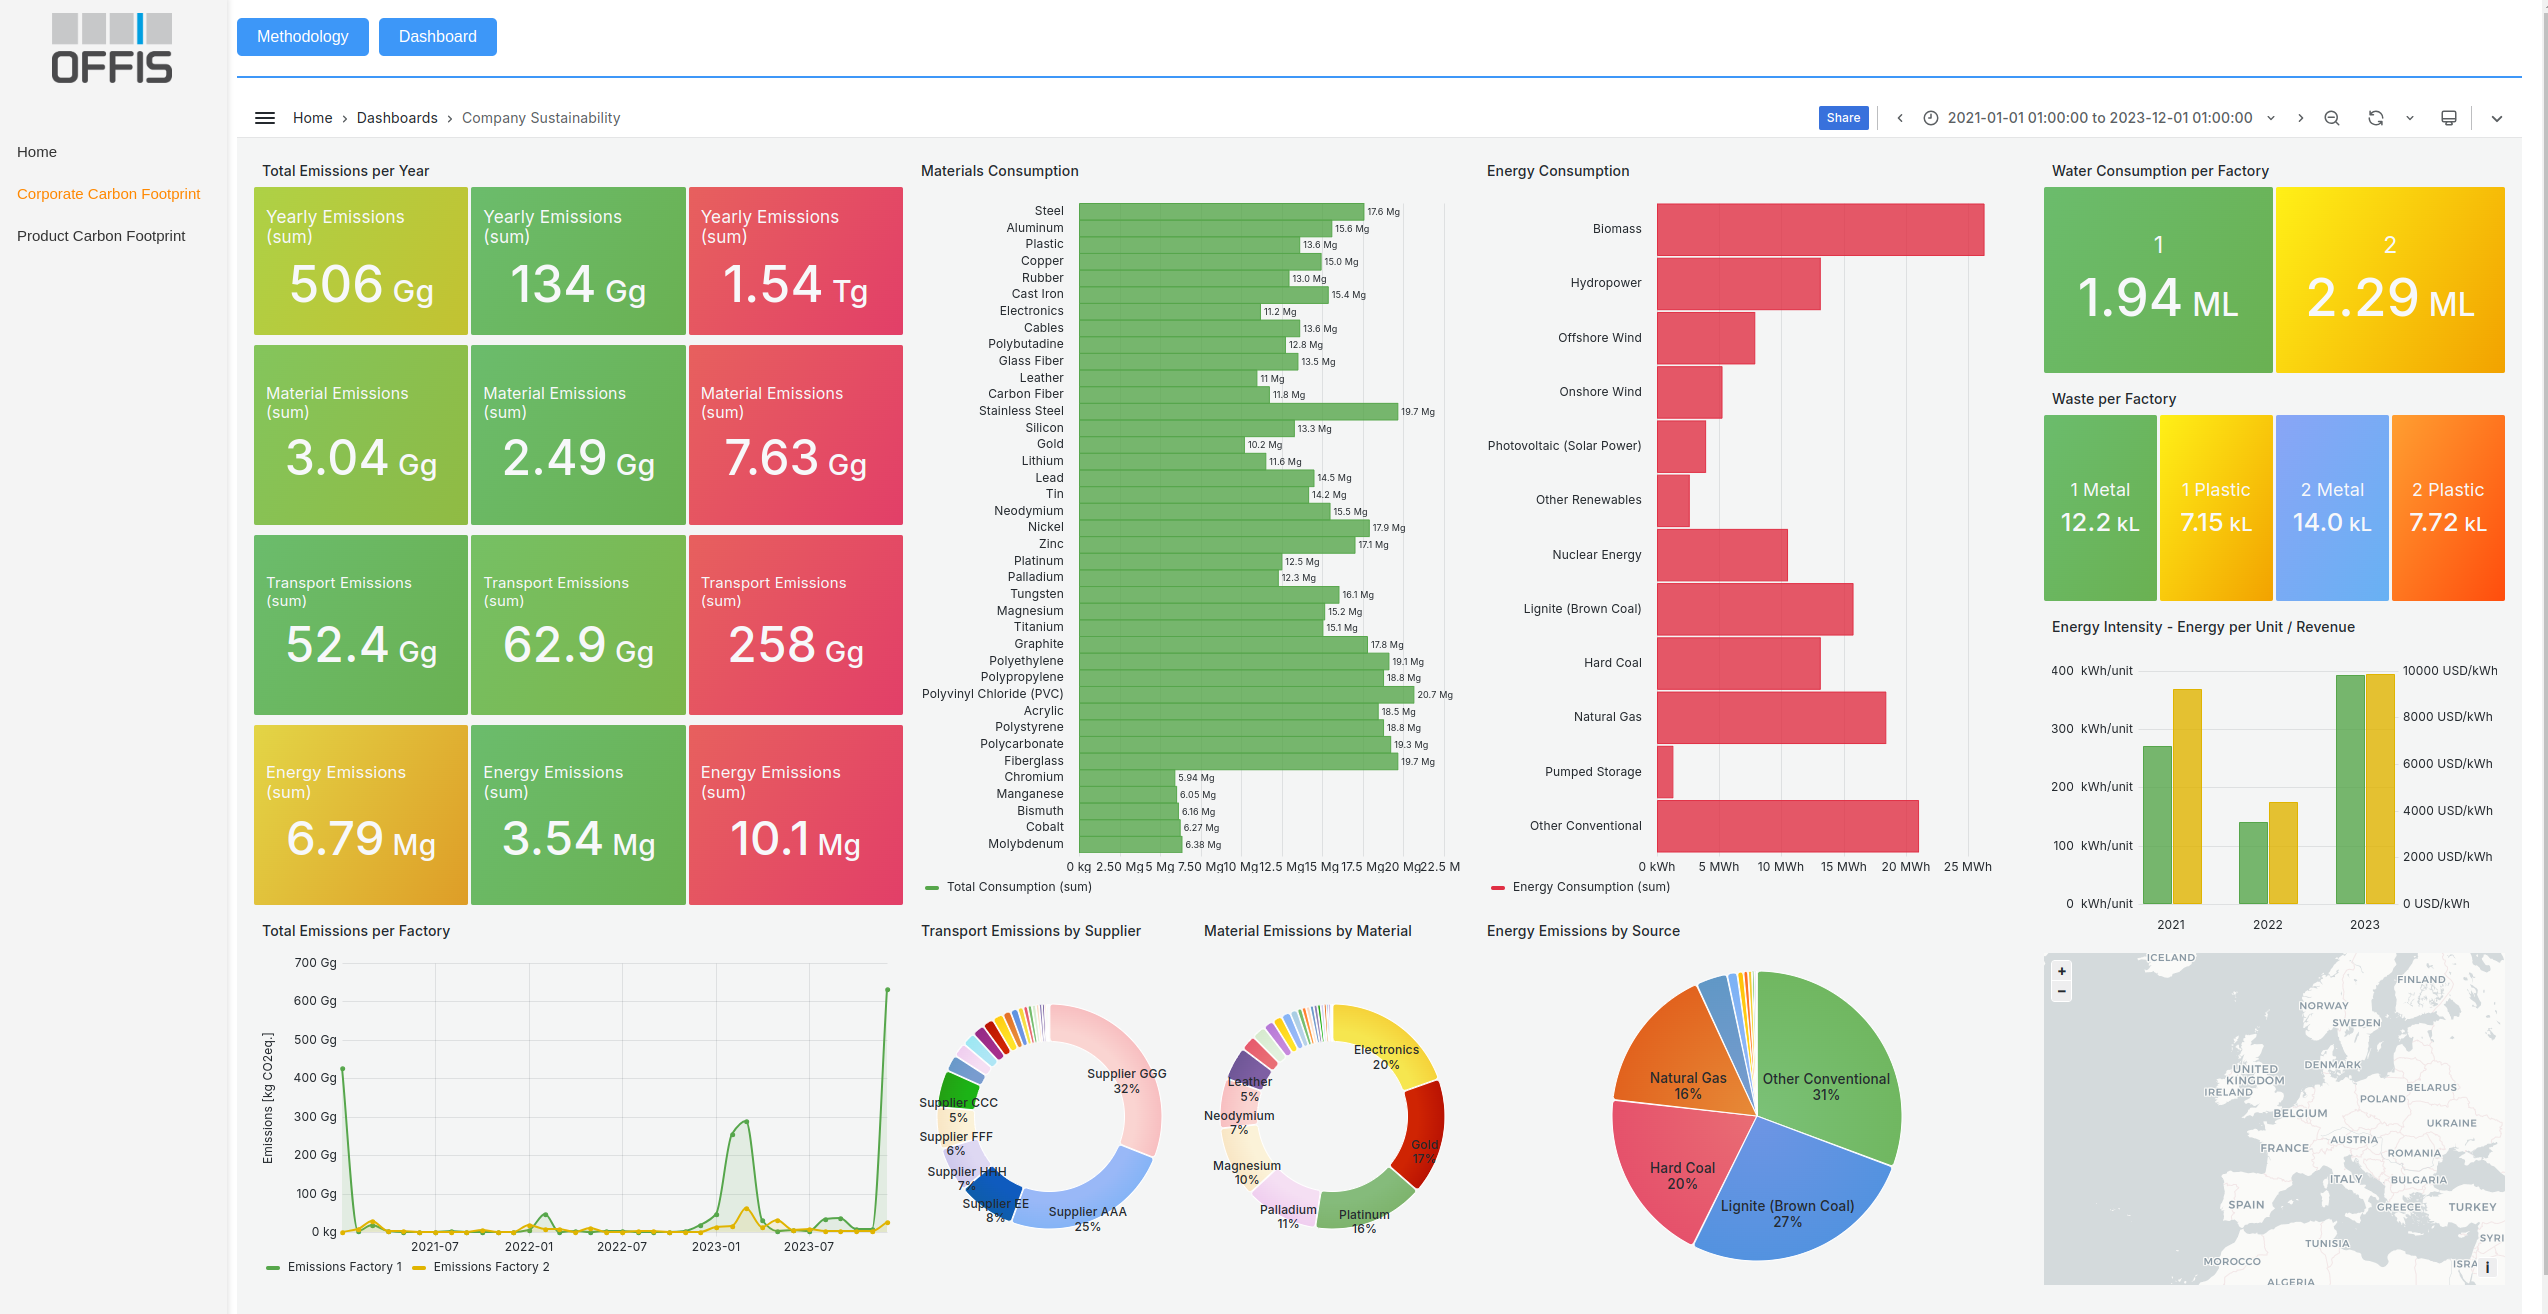 OFFIS
Methodology
Dashboard
Home
Corporate Carbon Footprint
Product Carbon Footprint
Home › Dashboards › Company Sustainability
Share
2021-01-01 01:00:00 to 2023-12-01 01:00:00
Total Emissions per Year
Yearly Emissions
(sum)
506 Gg
Yearly Emissions
(sum)
134 Gg
Yearly Emissions
(sum)
1.54 Tg
Material Emissions
(sum)
3.04 Gg
Material Emissions
(sum)
2.49 Gg
Material Emissions
(sum)
7.63 Gg
Transport Emissions
(sum)
52.4 Gg
Transport Emissions
(sum)
62.9 Gg
Transport Emissions
(sum)
258 Gg
Energy Emissions
(sum)
6.79 Mg
Energy Emissions
(sum)
3.54 Mg
Energy Emissions
(sum)
10.1 Mg
Materials Consumption
Steel 17.6 Mg
Aluminum 15.6 Mg
Plastic 13.6 Mg
Copper 15.0 Mg
Rubber 13.0 Mg
Cast Iron 15.4 Mg
Electronics 11.2 Mg
Cables 13.6 Mg
Polybutadine 12.8 Mg
Glass Fiber 13.5 Mg
Leather 11 Mg
Carbon Fiber 11.8 Mg
Stainless Steel 19.7 Mg
Silicon 13.3 Mg
Gold 10.2 Mg
Lithium 11.6 Mg
Lead 14.5 Mg
Tin 14.2 Mg
Neodymium 15.5 Mg
Nickel 17.9 Mg
Zinc 17.1 Mg
Platinum 12.5 Mg
Palladium 12.3 Mg
Tungsten 16.1 Mg
Magnesium 15.2 Mg
Titanium 15.1 Mg
Graphite 17.8 Mg
Polyethylene 19.1 Mg
Polypropylene 18.8 Mg
Polyvinyl Chloride (PVC) 20.7 Mg
Acrylic 18.5 Mg
Polystyrene 18.8 Mg
Polycarbonate 19.3 Mg
Fiberglass 19.7 Mg
Chromium 5.94 Mg
Manganese 6.05 Mg
Bismuth 6.16 Mg
Cobalt 6.27 Mg
Molybdenum 6.38 Mg
0 kg 2.50 Mg 5 Mg 7.50 Mg 10 Mg 12.5 Mg 15 Mg 17.5 Mg 20 Mg 22.5 M
Total Consumption (sum)
Energy Consumption
Biomass
Hydropower
Offshore Wind
Onshore Wind
Photovoltaic (Solar Power)
Other Renewables
Nuclear Energy
Lignite (Brown Coal)
Hard Coal
Natural Gas
Pumped Storage
Other Conventional
0 kWh 5 MWh 10 MWh 15 MWh 20 MWh 25 MWh
Energy Consumption (sum)
Water Consumption per Factory
1
1.94 ML
2
2.29 ML
Waste per Factory
1 Metal
12.2 kL
1 Plastic
7.15 kL
2 Metal
14.0 kL
2 Plastic
7.72 kL
Energy Intensity - Energy per Unit / Revenue
400 kWh/unit
300 kWh/unit
200 kWh/unit
100 kWh/unit
0 kWh/unit
10000 USD/kWh
8000 USD/kWh
6000 USD/kWh
4000 USD/kWh
2000 USD/kWh
0 USD/kWh
2021 2022 2023
Total Emissions per Factory
Emissions [kg CO2eq.]
700 Gg
600 Gg
500 Gg
400 Gg
300 Gg
200 Gg
100 Gg
0 kg
2021-07 2022-01 2022-07 2023-01 2023-07
Emissions Factory 1 Emissions Factory 2
Transport Emissions by Supplier
Supplier GGG
32%
Supplier CCC
5%
Supplier FFF
6%
Supplier HHH
7%
Supplier EE
8%
Supplier AAA
25%
Material Emissions by Material
Electronics
20%
Leather
5%
Neodymium
7%
Gold
17%
Magnesium
10%
Palladium
11%
Platinum
16%
Energy Emissions by Source
Natural Gas
16%
Other Conventional
31%
Hard Coal
20%
Lignite (Brown Coal)
27%
+
−
ICELAND
FINLAND
NORWAY
SWEDEN
UNITED
KINGDOM
DENMARK
IRELAND
BELARUS
POLAND
BELGIUM
UKRAINE
AUSTRIA
FRANCE
ROMANIA
ITALY
BULGARIA
SPAIN
GREECE
TURKEY
TUNISIA
SYRI
MOROCCO
ISRA
i
ALGERIA